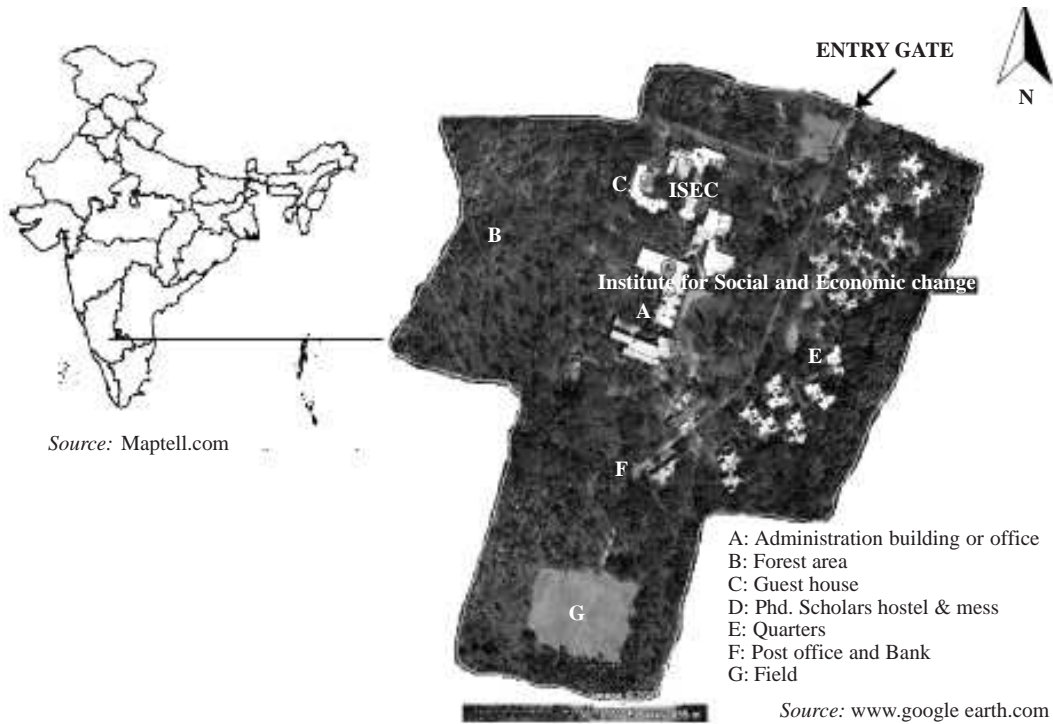 ENTRY GATE
N
C
ISEC
B
Institute for Social and Economic change
A
E
Source: Maptell.com
F
G
A: Administration building or office
B: Forest area
C: Guest house
D: Phd. Scholars hostel & mess
E: Quarters
F: Post office and Bank
G: Field
Source: www.google earth.com